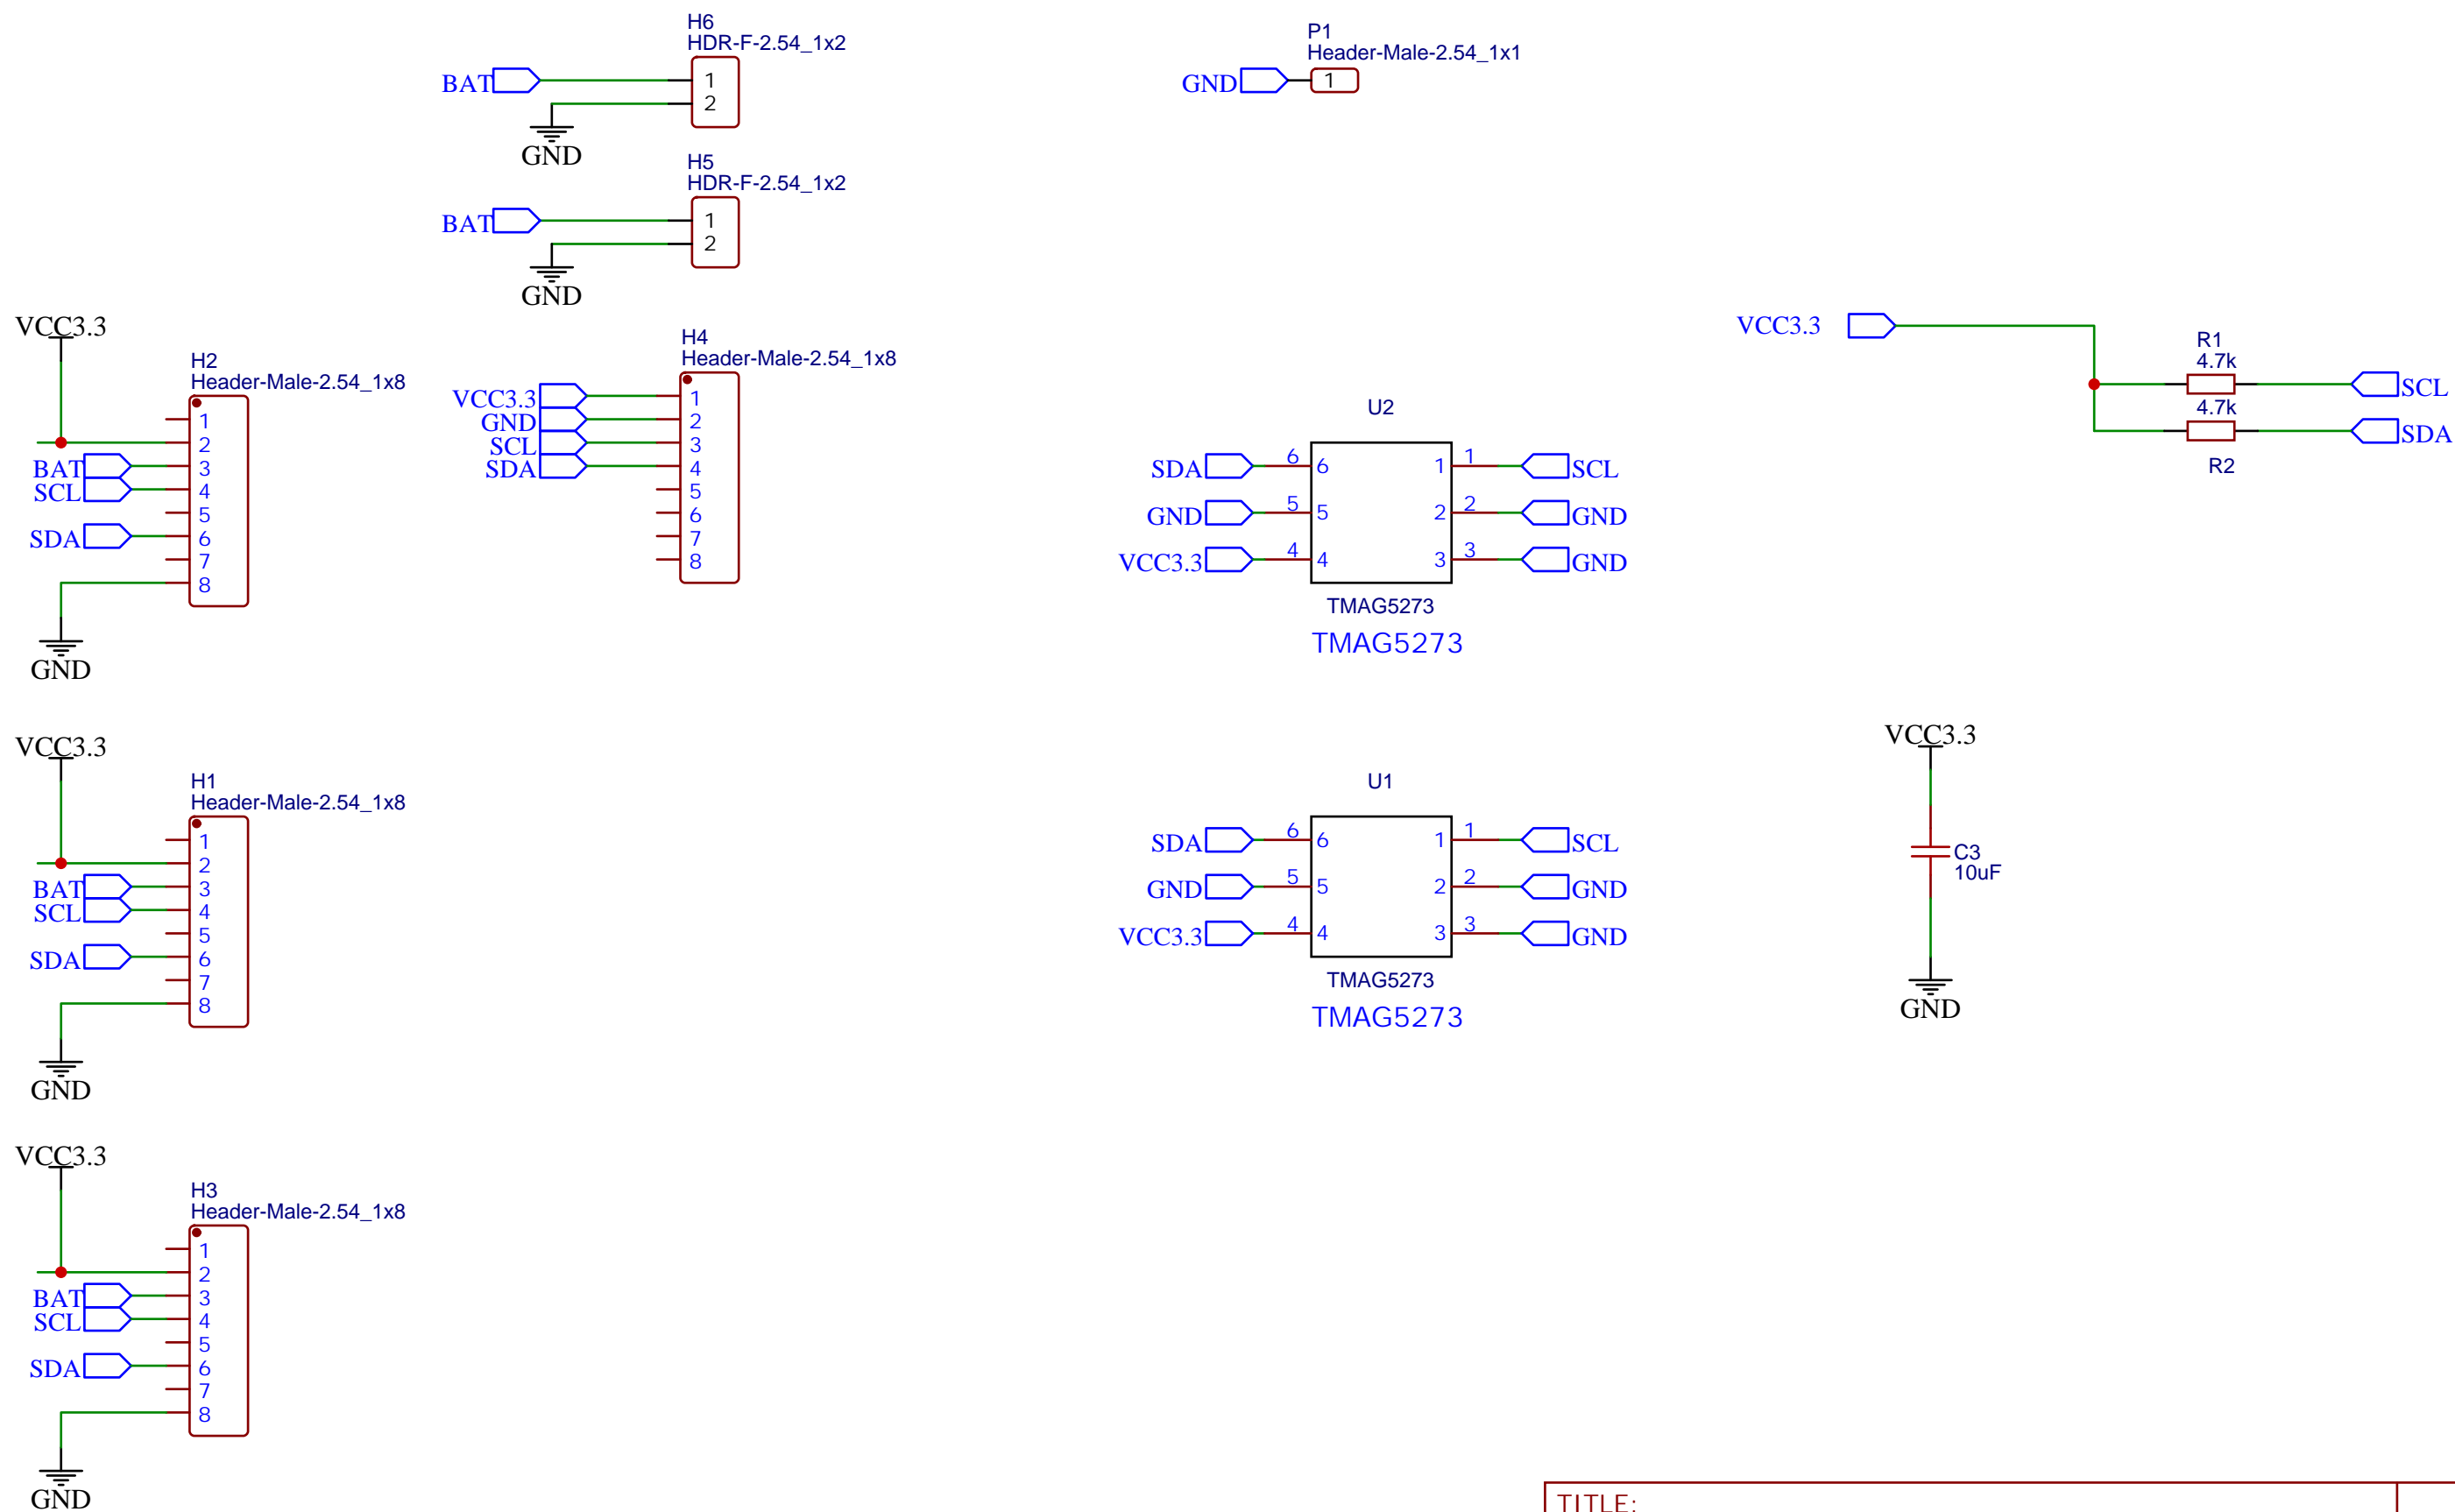 H6
HDR-F-2.54_1x2
BAT
1
2
GND
P1
Header-Male-2.54_1x1
GND
1
H5
HDR-F-2.54_1x2
BAT
1
2
GND
VCC3.3
H2
Header-Male-2.54_1x8
1
2
BAT 3
SCL 4
5
SDA 6
7
8
GND
H4
Header-Male-2.54_1x8
VCC3.3 1
GND 2
SCL 3
SDA 4
5
6
7
8
U2
SDA 6 6 1 1 SCL
GND 5 5 2 2 GND
VCC3.3 4 4 3 3 GND
TMAG5273
TMAG5273
VCC3.3
R1
4.7k
SCL
4.7k
SDA
R2
VCC3.3
H1
Header-Male-2.54_1x8
1
2
BAT 3
SCL 4
5
SDA 6
7
8
GND
U1
SDA 6 6 1 1 SCL
GND 5 5 2 2 GND
VCC3.3 4 4 3 3 GND
TMAG5273
TMAG5273
VCC3.3
C3
10uF
GND
VCC3.3
H3
Header-Male-2.54_1x8
1
2
BAT 3
SCL 4
5
SDA 6
7
8
GND
TITLE: